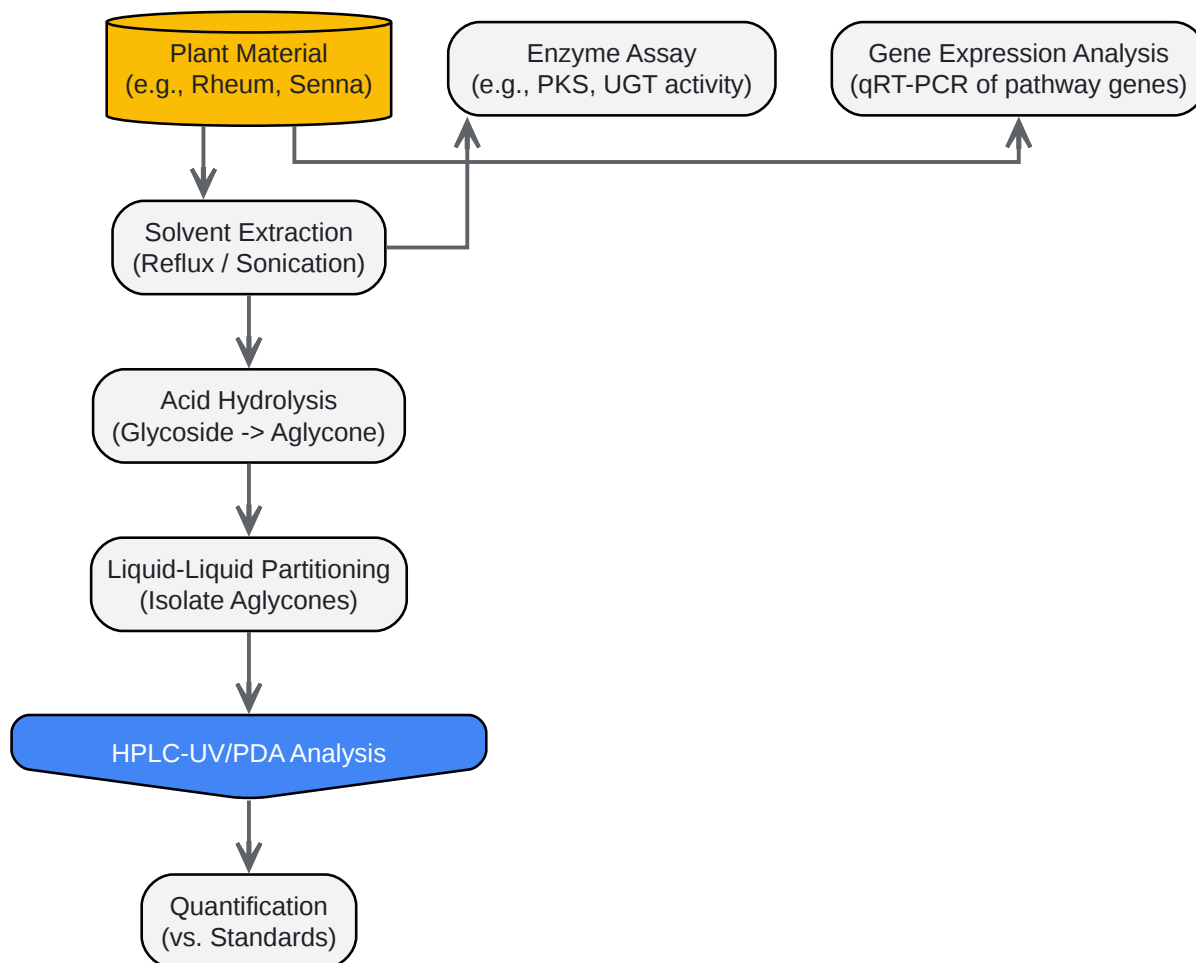 Plant Material
(e.g., Rheum, Senna)
Enzyme Assay
(e.g., PKS, UGT activity)
Gene Expression Analysis
(qRT-PCR of pathway genes)
Solvent Extraction
(Reflux / Sonication)
Acid Hydrolysis
(Glycoside -> Aglycone)
Liquid-Liquid Partitioning
(Isolate Aglycones)
HPLC-UV/PDA Analysis
Quantification
(vs. Standards)